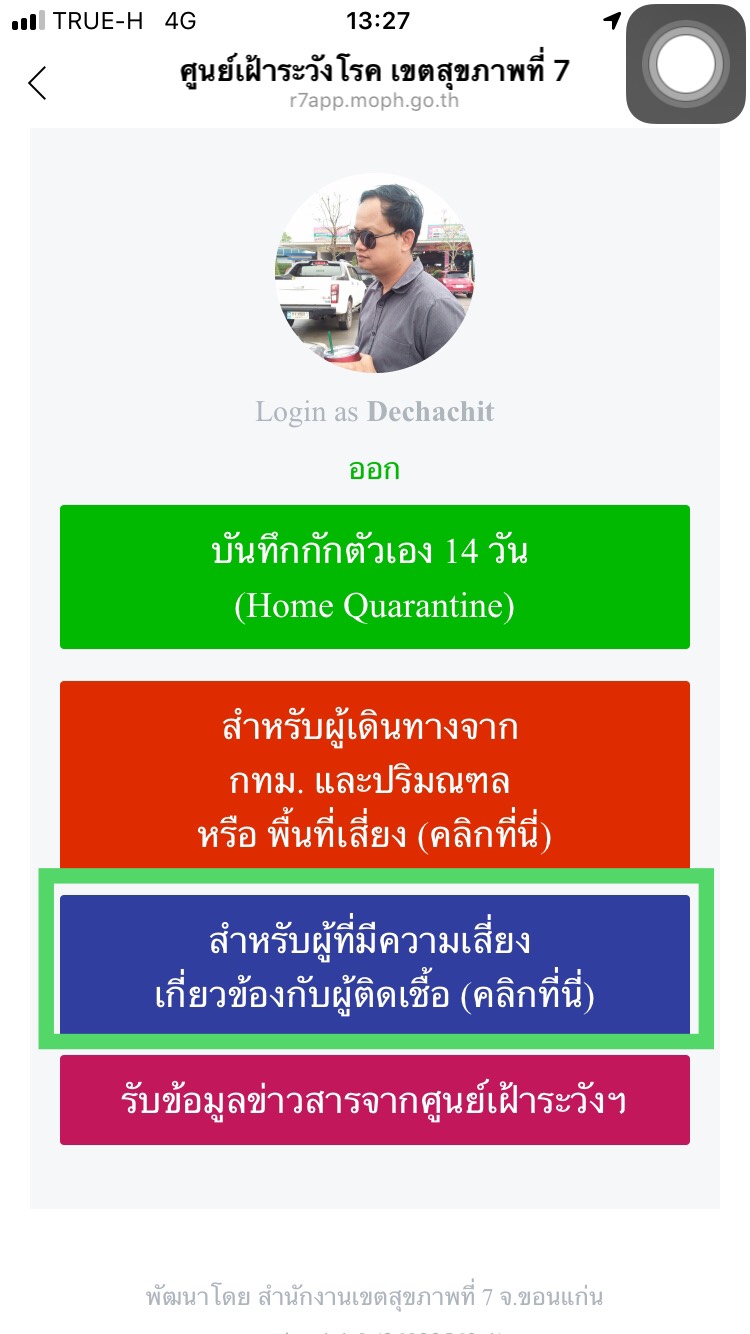 TRUE-H 4G 13:27
ศูนย์เฝ้าระวังโรค เขตสุขภาพที่ 7
r7app.moph.go.th
Login as Dechachit
ออก
บันทึกกักตัวเอง 14 วัน
(Home Quarantine)
สำหรับผู้เดินทางจาก
กทม. และปริมณฑล
หรือ พื้นที่เสี่ยง (คลิกที่นี่)
สำหรับผู้ที่มีความเสี่ยง
เกี่ยวข้องกับผู้ติดเชื้อ (คลิกที่นี่)
รับข้อมูลข่าวสารจากศูนย์เฝ้าระวังฯ
พัฒนาโดย สำนักงานเขตสุขภาพที่ 7 จ.ขอนแก่น